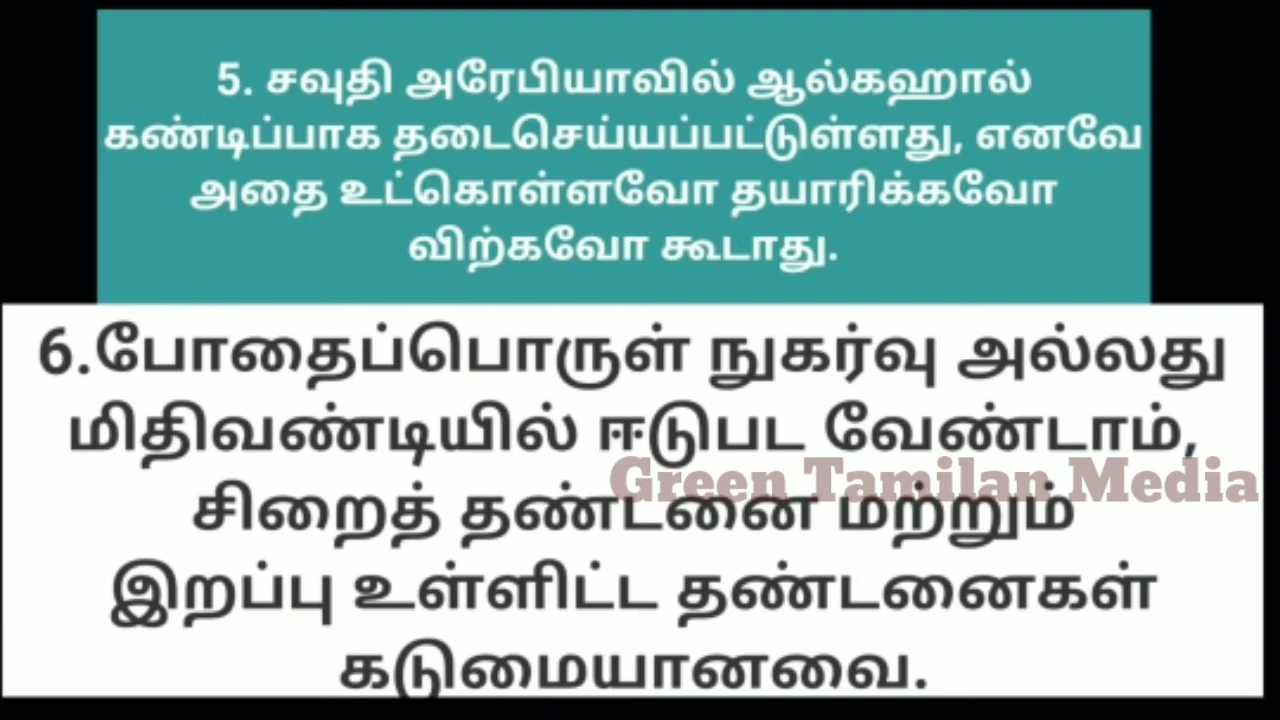 5. சவுதி அரேபியாவில் ஆல்கஹால்
கண்டிப்பாக தடைசெய்யப்பட்டுள்ளது, எனவே
அதை உட்கொள்ளவோ தயாரிக்கவோ
விற்கவோ கூடாது.
6.போதைப்பொருள் நுகர்வு அல்லது
மிதிவண்டியில் ஈடுபட வேண்டாம்,
Green Tamilan Media
சிறைத் தண்டனை மற்றும்
இறப்பு உள்ளிட்ட தண்டனைகள்
கடுமையானவை.